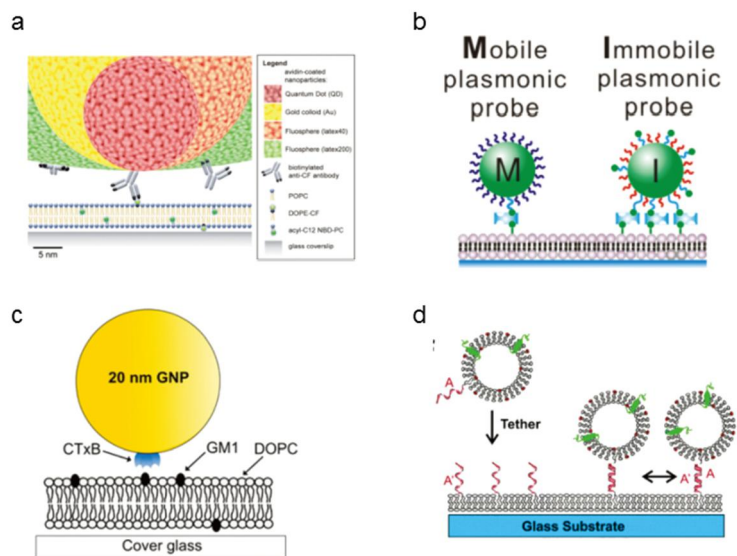 a
Legend
avidin-coated
nanoparticles:
Quantum Dot (QD)
Gold colloid (Au)
Fluosphere (latex40)
Fluosphere (latex200)
biotinylated
anti-CF antibody
POPC
DOPE-CF
acyl-C12 NBD-PC
glass coverslip
5 nm
b
Mobile
plasmonic
probe
Immobile
plasmonic
probe
M
I
c
20 nm GNP
CTxB
GM1
DOPC
Cover glass
d
A
Tether
A'
A'
A
Glass Substrate